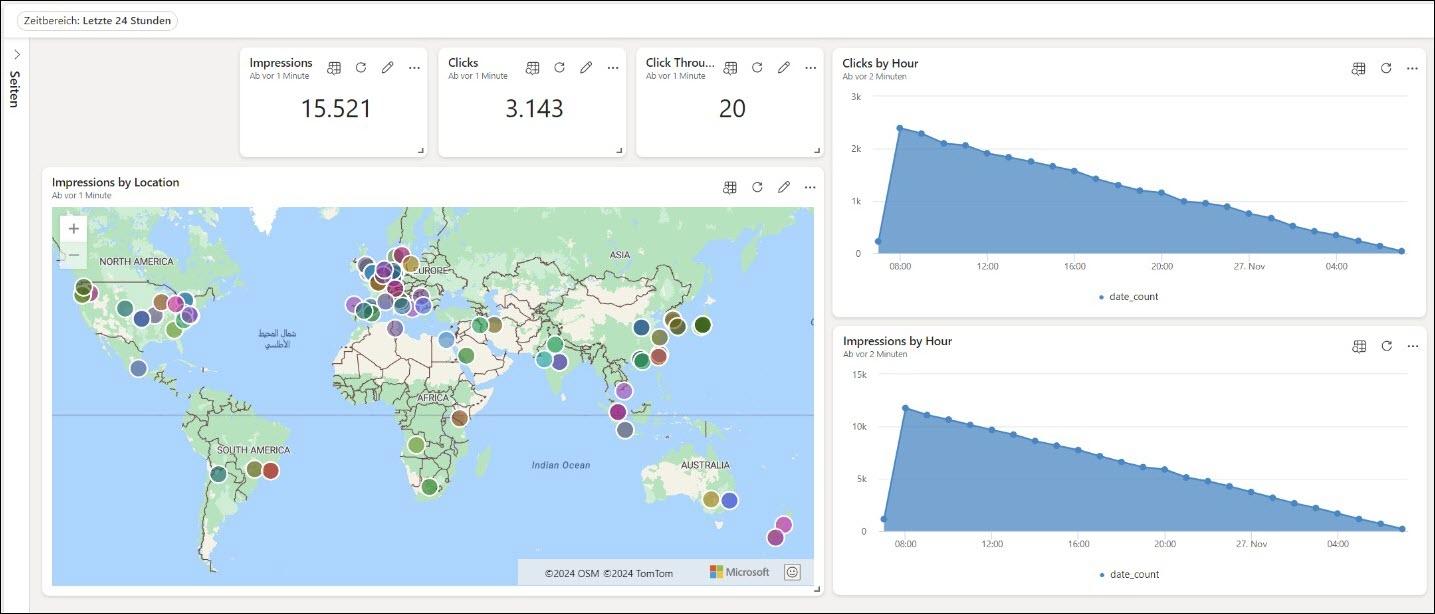 Zeitbereich: Letzte 24 Stunden
Seiten
Impressions
Ab vor 1 Minute
15.521
Clicks
Ab vor 1 Minute
3.143
Click Throu...
Ab vor 1 Minute
20
Clicks by Hour
Ab vor 2 Minuten
3k
2k
1k
0
08:00 12:00 16:00 20:00 27. Nov 04:00
date_count
Impressions by Location
Ab vor 1 Minute
+
−
NORTH AMERICA
EUROPE
ASIA
شمال المحيط
الأطلسي
AFRICA
SOUTH AMERICA
Indian Ocean
AUSTRALIA
©2024 OSM ©2024 TomTom
Microsoft
Impressions by Hour
Ab vor 2 Minuten
15k
10k
5k
0
08:00 12:00 16:00 20:00 27. Nov 04:00
date_count